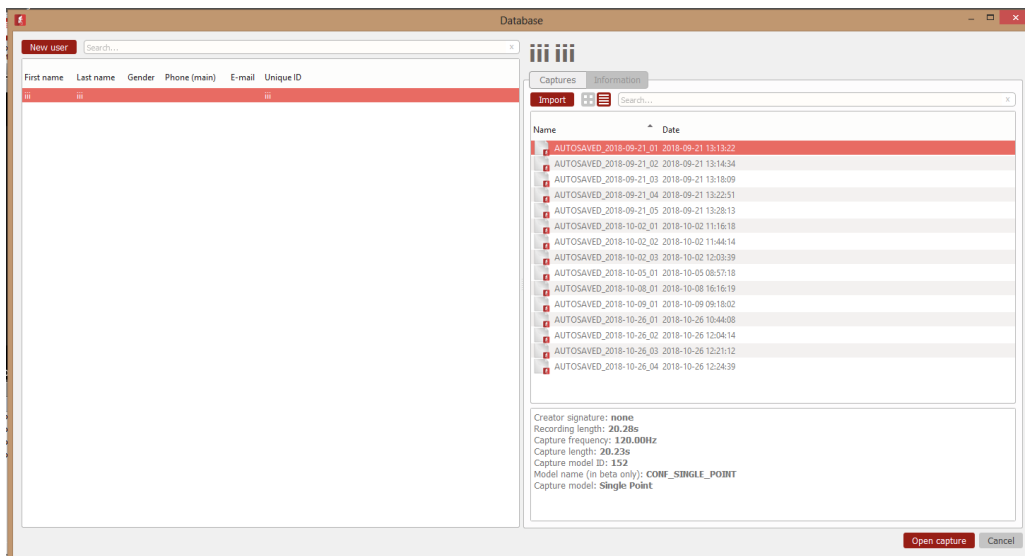 Database
New user Search... x
First name Last name Gender Phone (main) E-mail Unique ID
iii iii iii
iii iii
Captures Information
Import Search... x
Name Date
AUTOSAVED_2018-09-21_01 2018-09-21 13:13:22
AUTOSAVED_2018-09-21_02 2018-09-21 13:14:34
AUTOSAVED_2018-09-21_03 2018-09-21 13:18:09
AUTOSAVED_2018-09-21_04 2018-09-21 13:22:51
AUTOSAVED_2018-09-21_05 2018-09-21 13:28:13
AUTOSAVED_2018-10-02_01 2018-10-02 11:16:18
AUTOSAVED_2018-10-02_02 2018-10-02 11:44:14
AUTOSAVED_2018-10-02_03 2018-10-02 12:03:39
AUTOSAVED_2018-10-05_01 2018-10-05 08:57:18
AUTOSAVED_2018-10-08_01 2018-10-08 16:16:19
AUTOSAVED_2018-10-09_01 2018-10-09 09:18:02
AUTOSAVED_2018-10-26_01 2018-10-26 10:44:08
AUTOSAVED_2018-10-26_02 2018-10-26 12:04:14
AUTOSAVED_2018-10-26_03 2018-10-26 12:21:12
AUTOSAVED_2018-10-26_04 2018-10-26 12:24:39
Creator signature: none
Recording length: 20.28s
Capture frequency: 120.00Hz
Capture length: 20.23s
Capture model ID: 152
Model name (in beta only): CONF_SINGLE_POINT
Capture model: Single Point
Open capture Cancel